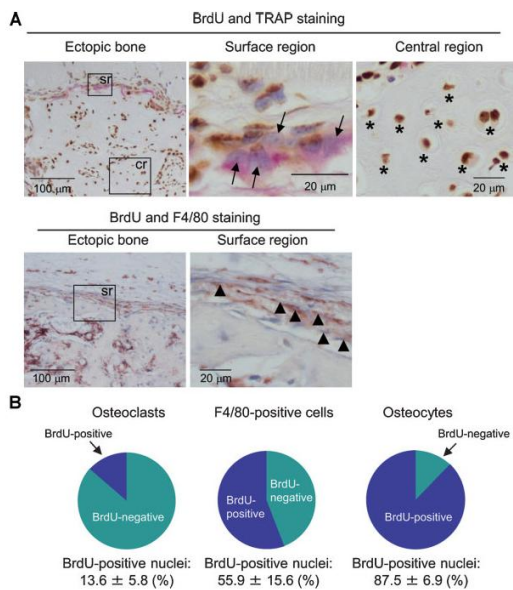 A
BrdU and TRAP staining
Ectopic bone
Surface region
Central region
sr
cr
100 µm
20 µm
20 µm
* * * * * * * * *
BrdU and F4/80 staining
Ectopic bone
Surface region
sr
100 µm
20 µm
B
Osteoclasts
F4/80-positive cells
Osteocytes
BrdU-positive
BrdU-negative
BrdU-positive
BrdU-negative
BrdU-negative
BrdU-positive
BrdU-positive nuclei:
13.6 ± 5.8 (%)
BrdU-positive nuclei:
55.9 ± 15.6 (%)
BrdU-positive nuclei:
87.5 ± 6.9 (%)